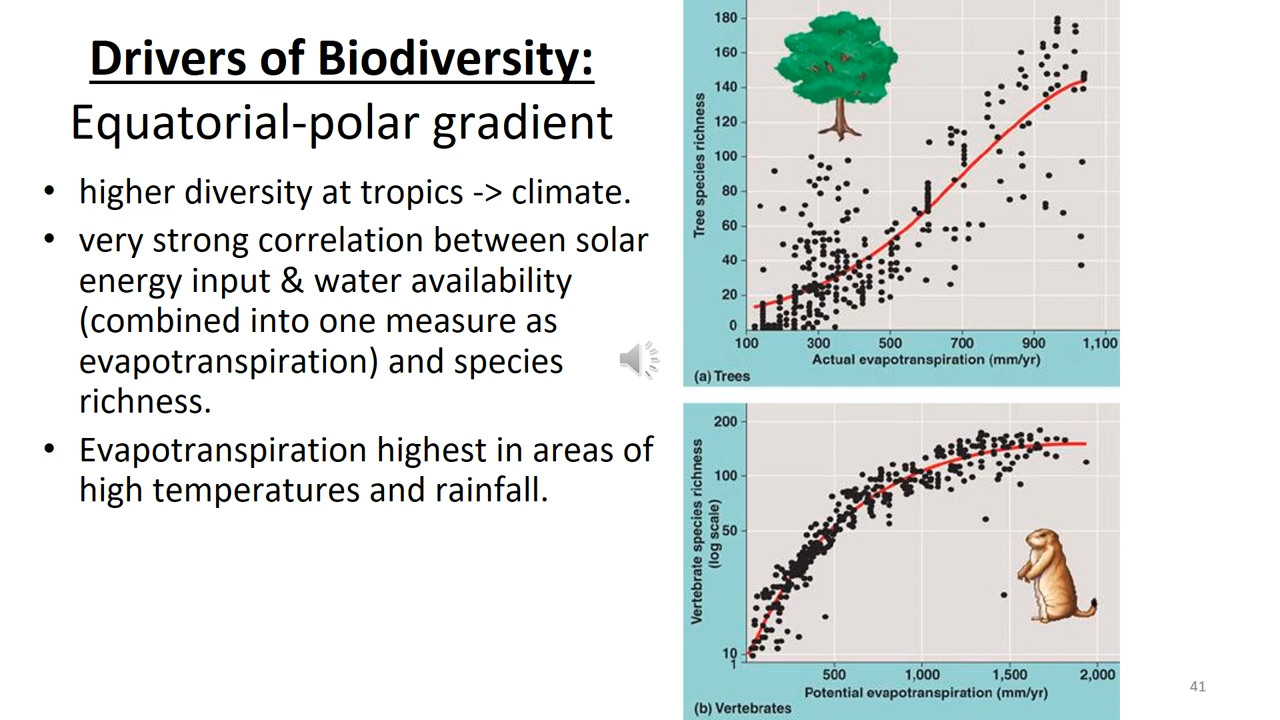 Drivers of Biodiversity:
Equatorial-polar gradient
• higher diversity at tropics -> climate.
• very strong correlation between solar
energy input & water availability
(combined into one measure as
evapotranspiration) and species
richness.
• Evapotranspiration highest in areas of
high temperatures and rainfall.
180
160
140
120
100
80
60
40
20
0
Tree species richness
100 300 500 700 900 1,100
Actual evapotranspiration (mm/yr)
(a) Trees
200
100
50
10
1
Vertebrate species richness
(log scale)
500 1,000 1,500 2,000
Potential evapotranspiration (mm/yr)
(b) Vertebrates
41